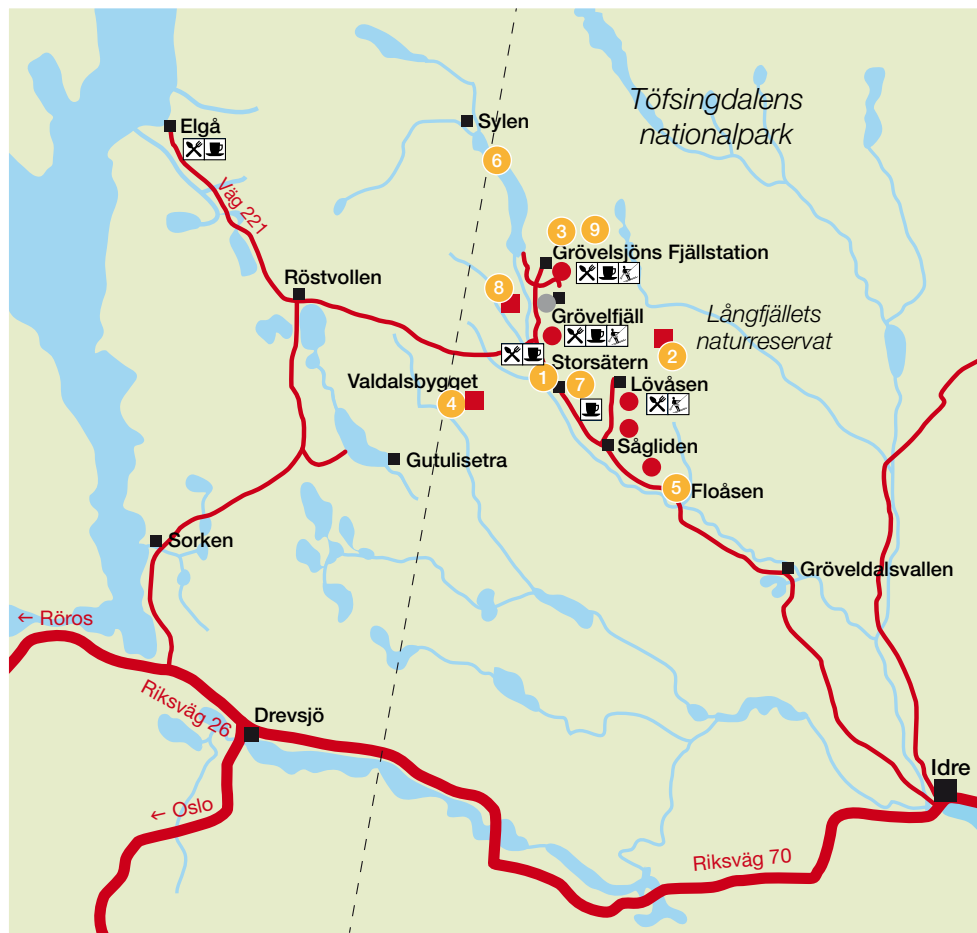 Töfsingdalens
nationalpark
Elgå
Sylen
6
Väg 221
3
9
Grövelsjöns Fjällstation
Röstvollen
8
Grövelfjäll
Långfjällets
naturreservat
2
Storsätern
1
7
Valdalsbygget
4
Lövåsen
Sågliden
Gutulisetra
5
Floåsen
Sorken
Gröveldalsvallen
← Röros
Riksväg 26
Drevsjö
Idre
← Oslo
Riksväg 70